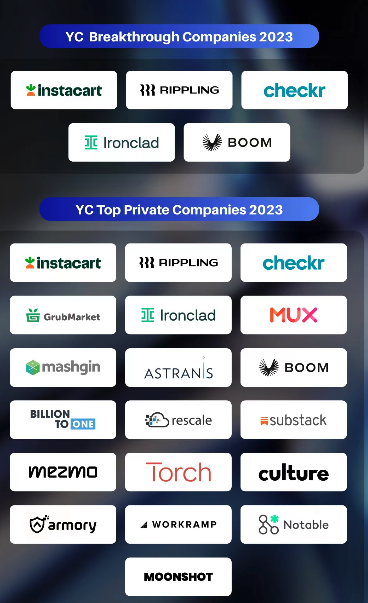 YC Breakthrough Companies 2023
instacart RIPPLING checkr
Ironclad BOOM
YC Top Private Companies 2023
instacart RIPPLING checkr
GrubMarket Ironclad MUX
mashgin ASTRANIS BOOM
BILLION TO ONE rescale substack
mezmo Torch culture
armory WORKRAMP Notable
MOONSHOT